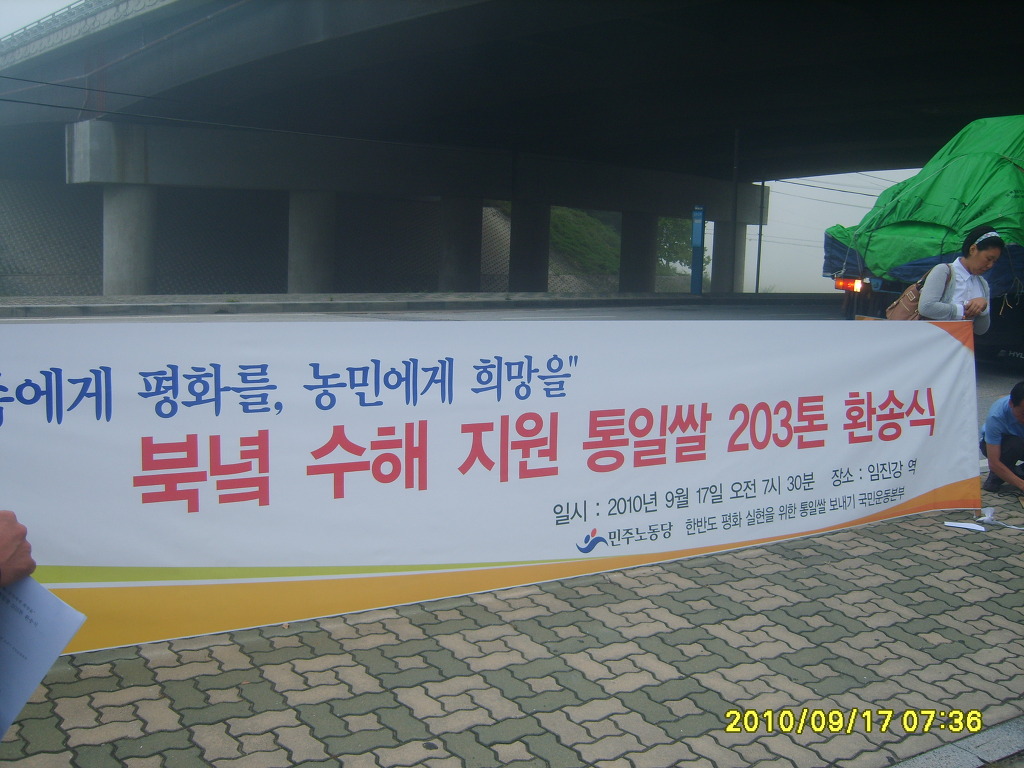 에게 평화를, 농민에게 희망을"
북녘 수해 지원 통일쌀 203톤 환송식
일시 : 2010년 9월 17일 오전 7시 30분 장소 : 임진강 역
민주노동당 한반도 평화 실현을 위한 통일쌀 보내기 국민운동본부
2010/09/17 07:36